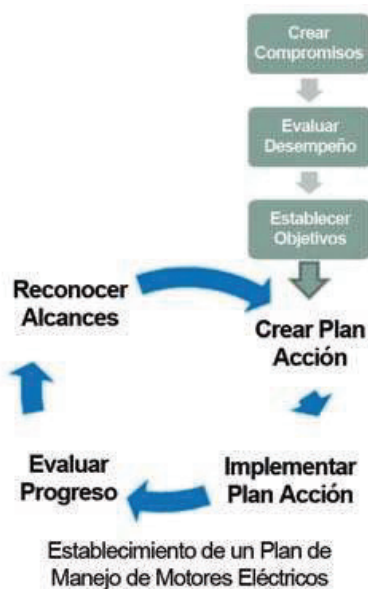 Crear
Compromisos
Evaluar
Desempeño
Establecer
Objetivos
Reconocer
Alcances
Crear Plan
Acción
Evaluar
Progreso
Implementar
Plan Acción
Establecimiento de un Plan de
Manejo de Motores Eléctricos